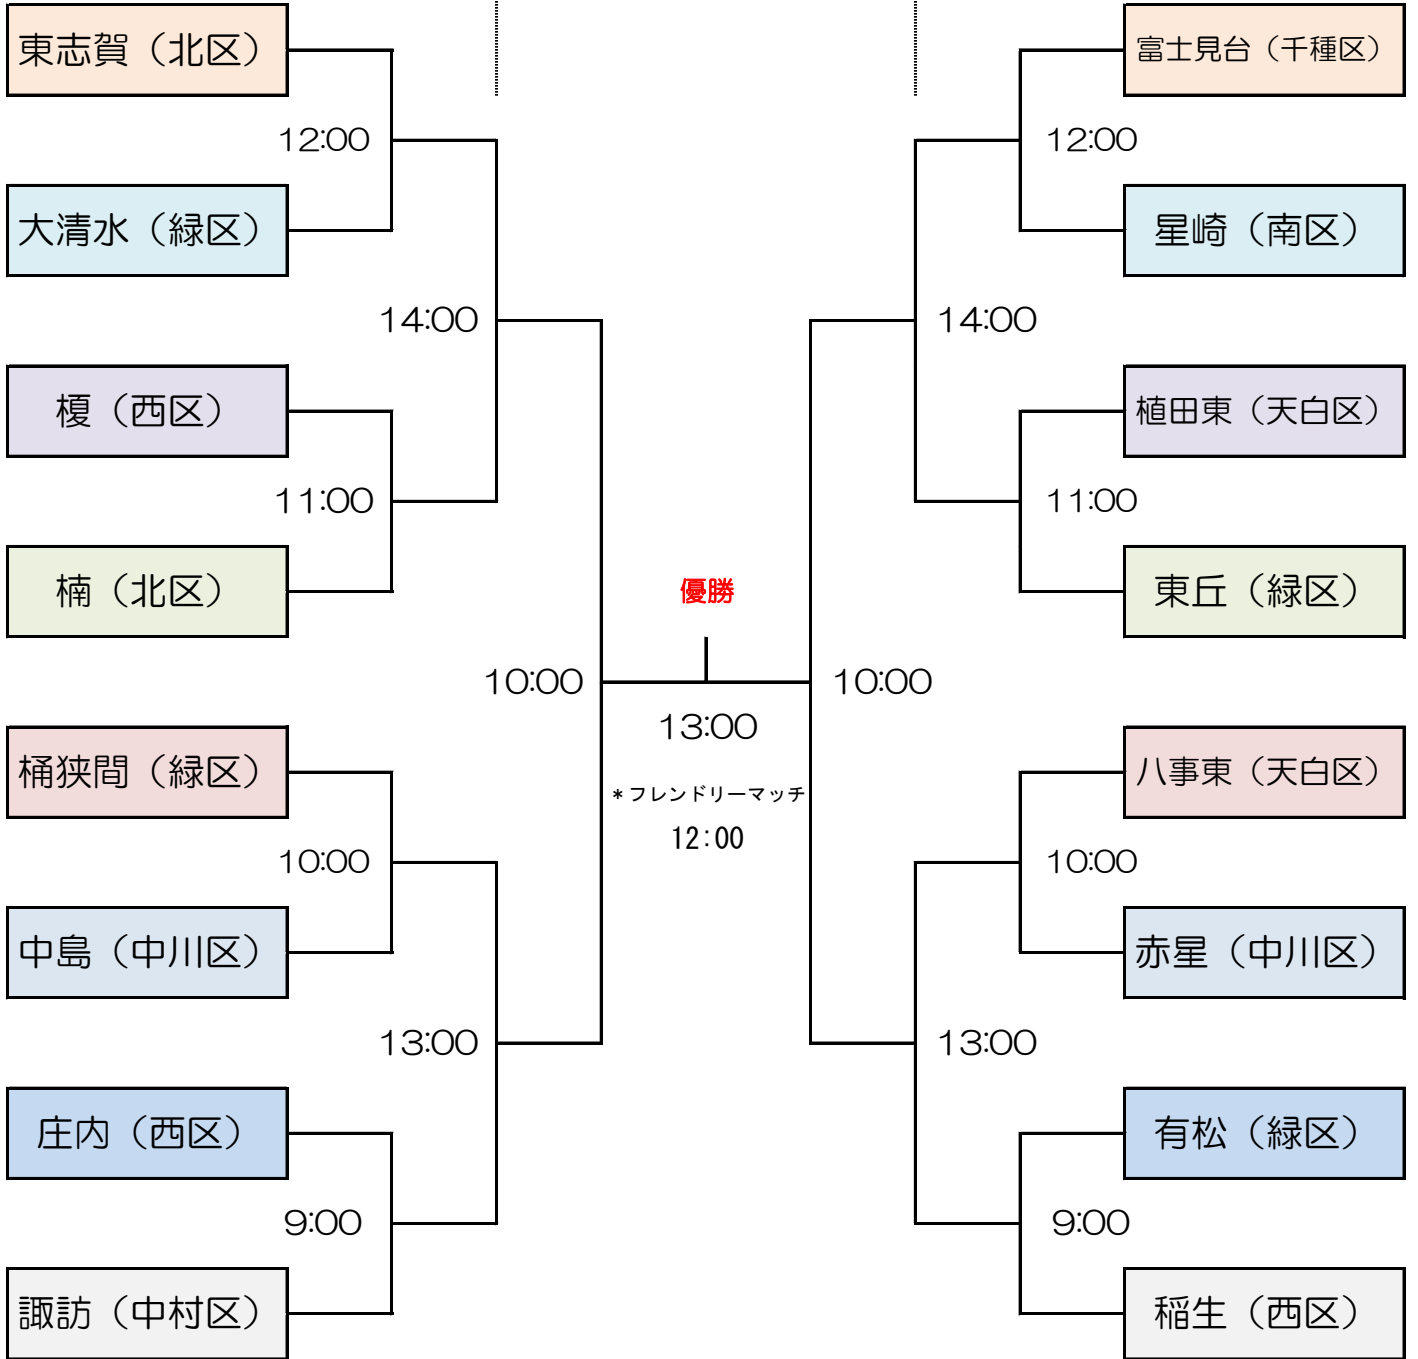 東志賀（北区）
富士見台（千種区）
12:00
12:00
大清水（緑区）
星崎（南区）
14:00
14:00
榎（西区）
植田東（天白区）
11:00
11:00
楠（北区）
東丘（緑区）
優勝
10:00
10:00
13:00
桶狭間（緑区）
八事東（天白区）
*フレンドリーマッチ
12:00
10:00
10:00
中島（中川区）
赤星（中川区）
13:00
13:00
庄内（西区）
有松（緑区）
9:00
9:00
諏訪（中村区）
稲生（西区）